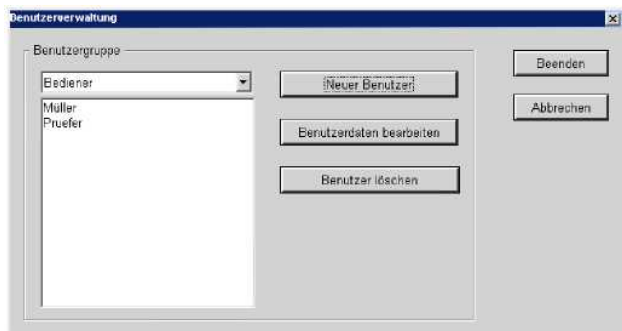 Benutzerverwaltung
Benutzergruppe
Bediener
Müller
Pruefer
Neuer Benutzer
Benutzerdaten bearbeiten
Benutzer löschen
Beenden
Abbrechen